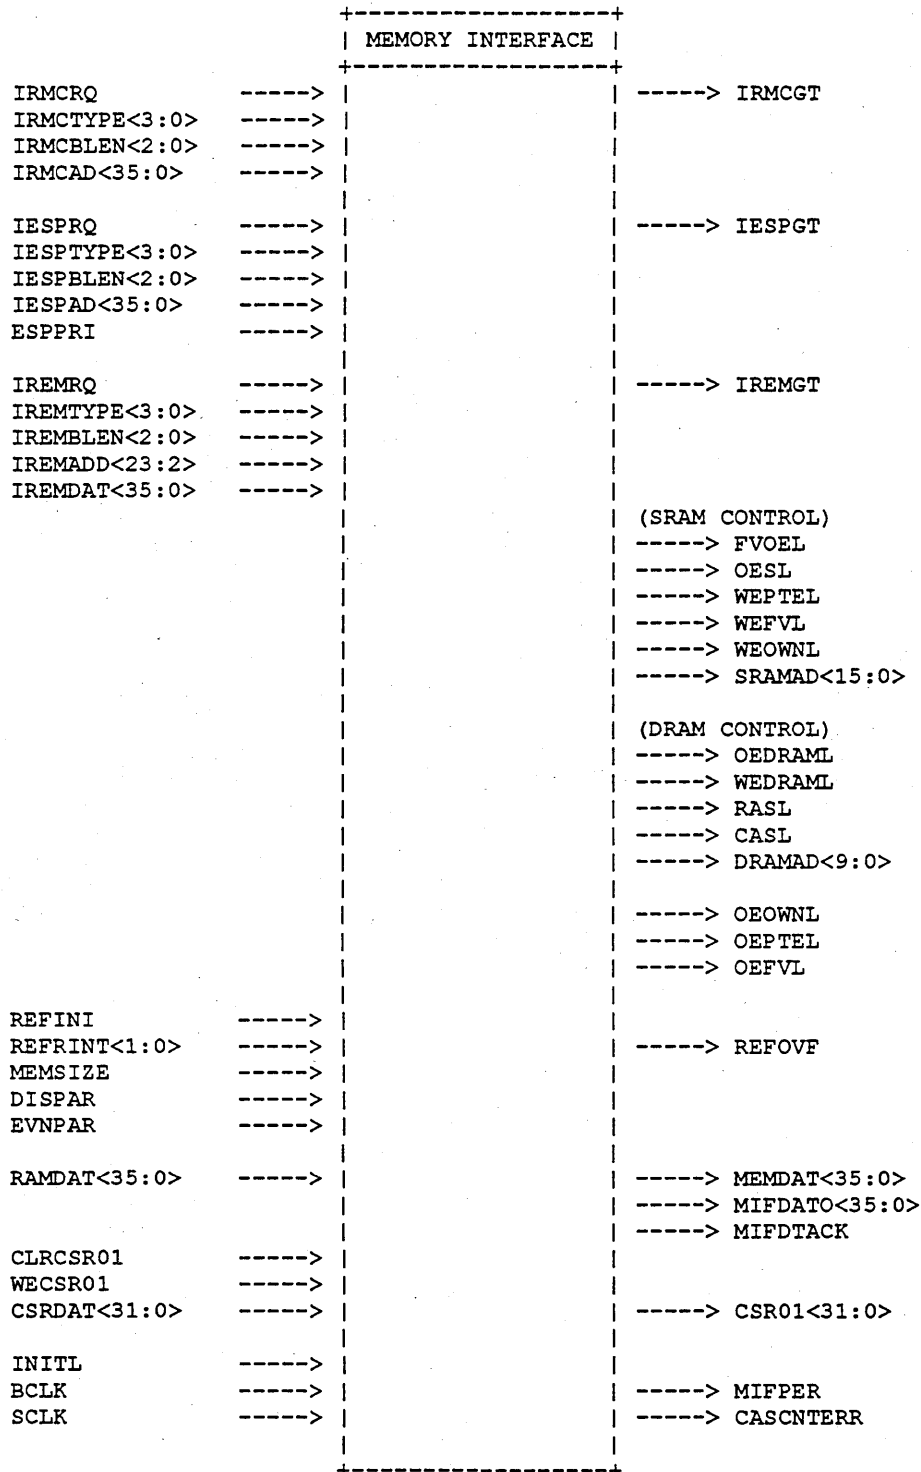 +------------------+
| MEMORY INTERFACE |
+------------------+
IRMCRQ -----> | | -----> IRMCGT
IRMCTYPE<3:0> -----> | |
IRMCBLEN<2:0> -----> | |
IRMCAD<35:0> -----> | |
| |
IESPRQ -----> | | -----> IESPGT
IESPTYPE<3:0> -----> | |
IESPBLEN<2:0> -----> | |
IESPAD<35:0> -----> | |
ESPPRI -----> | |
| |
IREMRQ -----> | | -----> IREMGT
IREMTYPE<3:0> -----> | |
IREMBLEN<2:0> -----> | |
IREMADD<23:2> -----> | |
IREMDAT<35:0> -----> | |
| | (SRAM CONTROL)
| | -----> FVOEL
| | -----> OESL
| | -----> WEPTEL
| | -----> WEFVL
| | -----> WEOWNL
| | -----> SRAMAD<15:0>
| |
| | (DRAM CONTROL)
| | -----> OEDRAML
| | -----> WEDRAML
| | -----> RASL
| | -----> CASL
| | -----> DRAMAD<9:0>
| |
| | -----> OEOWNL
| | -----> OEPTEL
| | -----> OEFVL
| |
REFINI -----> | |
REFRINT<1:0> -----> | | -----> REFOVF
MEMSIZE -----> | |
DISPAR -----> | |
EVNPAR -----> | |
| |
RAMDAT<35:0> -----> | | -----> MEMDAT<35:0>
| | -----> MIFDATO<35:0>
| | -----> MIFDTACK
CLRCSR01 -----> | |
WECSR01 -----> | |
CSRDAT<31:0> -----> | | -----> CSR01<31:0>
| |
INITL -----> | |
BCLK -----> | | -----> MIFPER
SCLK -----> | | -----> CASCNTERR
| |
+------------------+